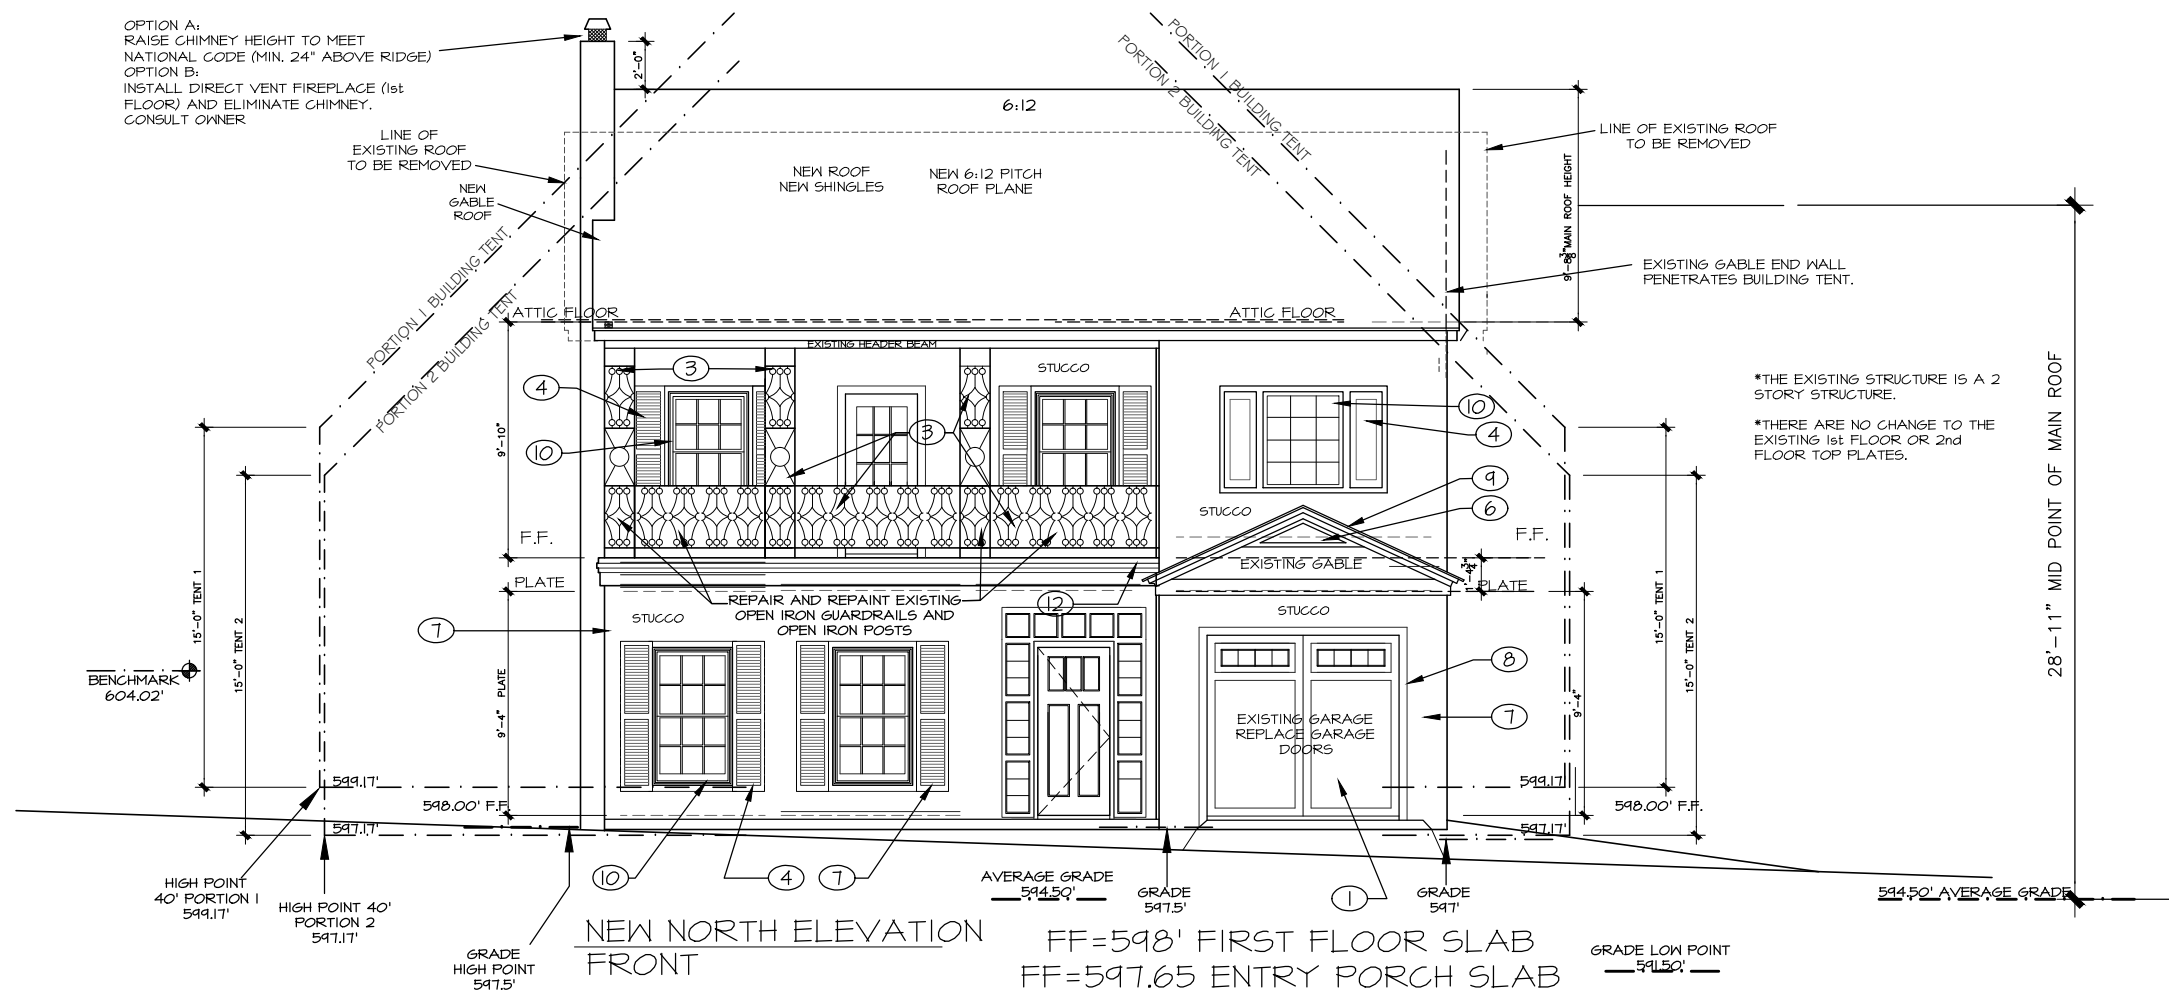 OPTION A:
RAISE CHIMNEY HEIGHT TO MEET
NATIONAL CODE (MIN. 24" ABOVE RIDGE)
OPTION B:
INSTALL DIRECT VENT FIREPLACE (1st
FLOOR) AND ELIMINATE CHIMNEY.
CONSULT OWNER
2'-0"
6:12
PORTION 1 BUILDING TENT
PORTION 2 BUILDING TENT
LINE OF
EXISTING ROOF
TO BE REMOVED
NEW
GABLE
ROOF
NEW ROOF
NEW SHINGLES
NEW 6:12 PITCH
ROOF PLANE
LINE OF EXISTING ROOF
TO BE REMOVED
9'-8 3/8" MAIN ROOF HEIGHT
EXISTING GABLE END WALL
PENETRATES BUILDING TENT.
PORTION 1 BUILDING TENT
PORTION 2 BUILDING TENT
ATTIC FLOOR
ATTIC FLOOR
EXISTING HEADER BEAM
STUCCO
3
4
10
3
10
4
9
6
9'-10"
*THE EXISTING STRUCTURE IS A 2
STORY STRUCTURE.
*THERE ARE NO CHANGE TO THE
EXISTING 1st FLOOR OR 2nd
FLOOR TOP PLATES.
28'-11" MID POINT OF MAIN ROOF
STUCCO
F.F.
F.F.
EXISTING GABLE
PLATE
PLATE
REPAIR AND REPAINT EXISTING
OPEN IRON GUARDRAILS AND
OPEN IRON POSTS
12
STUCCO
STUCCO
7
8
7
15'-0" TENT 1
15'-0" TENT 2
9'-4" PLATE
9'-4"
15'-0" TENT 1
15'-0" TENT 2
BENCHMARK
604.02'
EXISTING GARAGE
REPLACE GARAGE
DOORS
599.17'
599.17'
598.00' F.F.
598.00' F.F.
597.17'
597.17'
10
4
7
1
HIGH POINT
40' PORTION 1
599.17'
HIGH POINT 40'
PORTION 2
597.17'
GRADE
HIGH POINT
597.5'
AVERAGE GRADE
594.50'
GRADE
597.5'
GRADE
597'
594.50' AVERAGE GRADE
NEW NORTH ELEVATION
FRONT
FF=598' FIRST FLOOR SLAB
FF=597.65 ENTRY PORCH SLAB
GRADE LOW POINT
591.50'